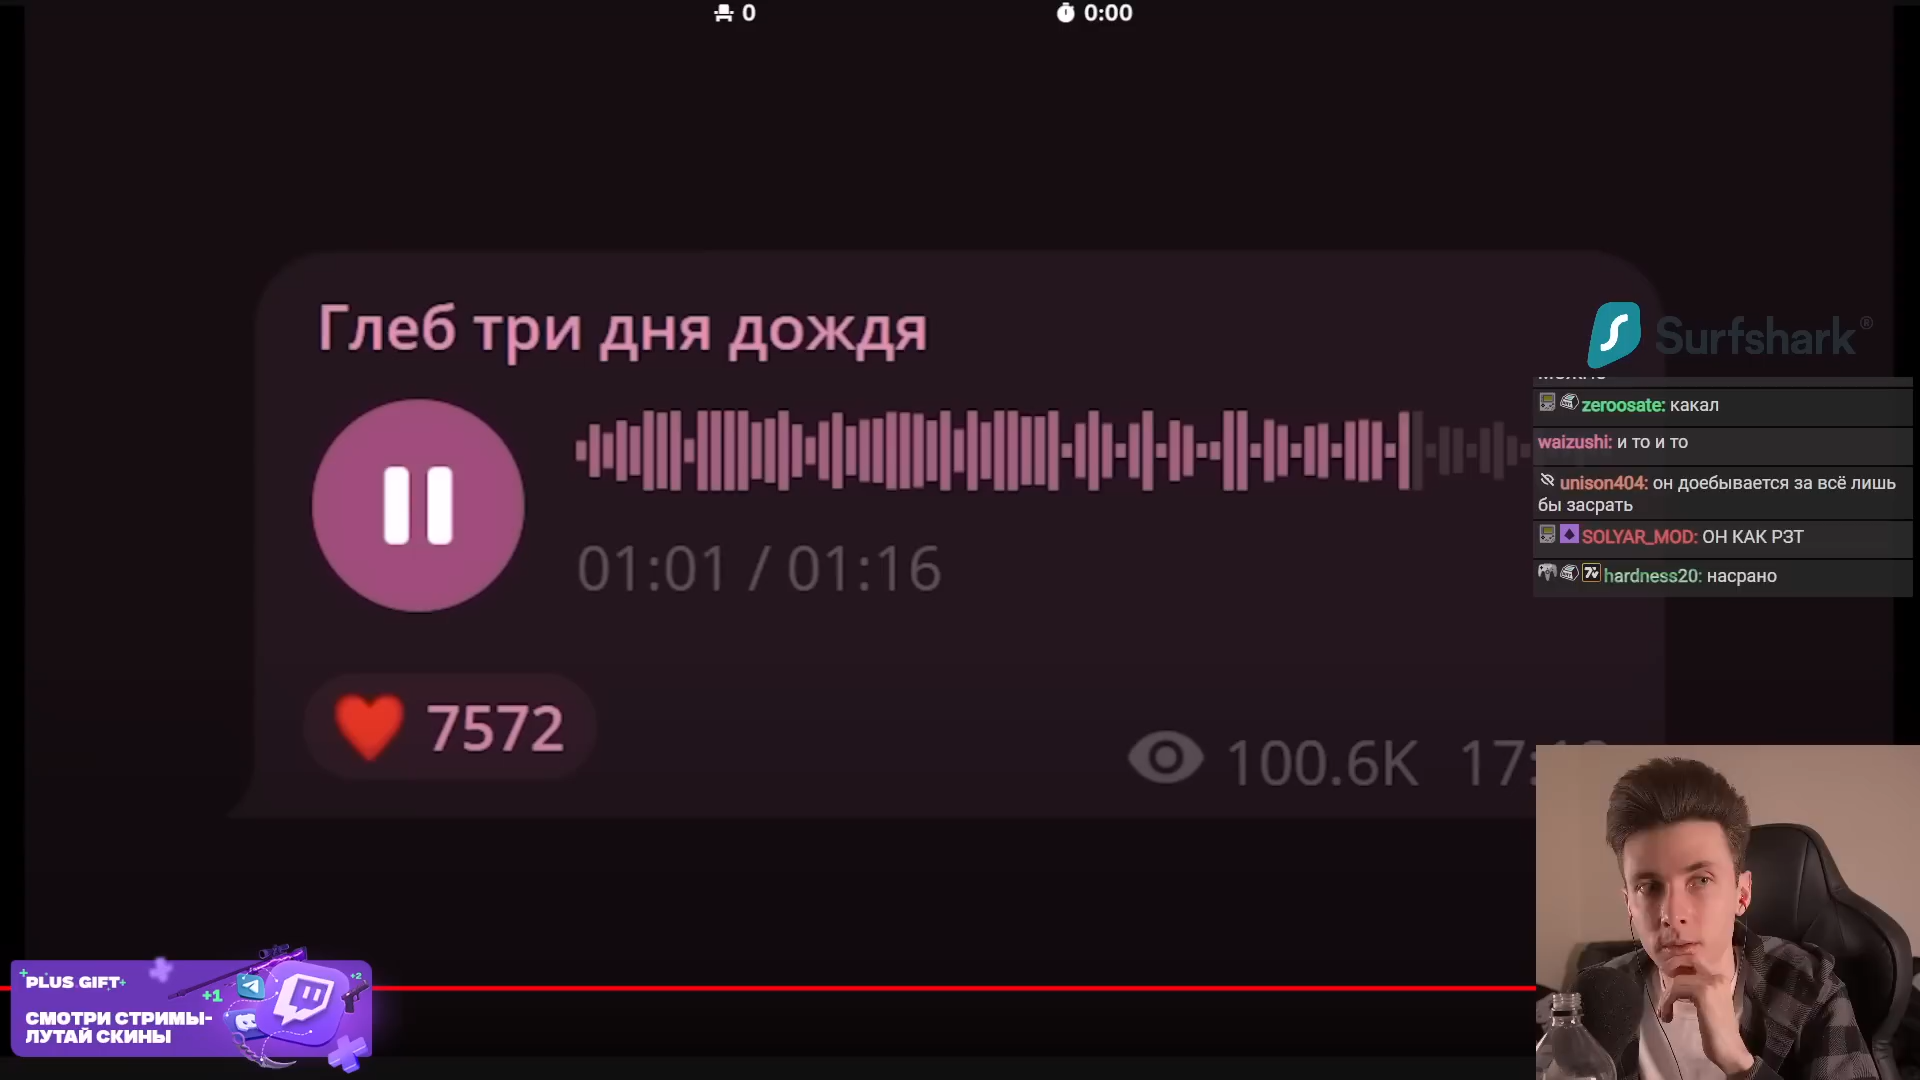 0
0:00
Глеб три дня дождя
01:01 / 01:16
7572
100.6K
Surfshark®
zeroosate: какал
waizushi: и то и то
unison404: он доебывается за всё лишь
бы засрать
SOLYAR_MOD: ОН КАК РЗТ
hardness20: насрано
PLUS GIFT+
+1
+2
СМОТРИ СТРИМЫ-
ЛУТАЙ СКИНЫ